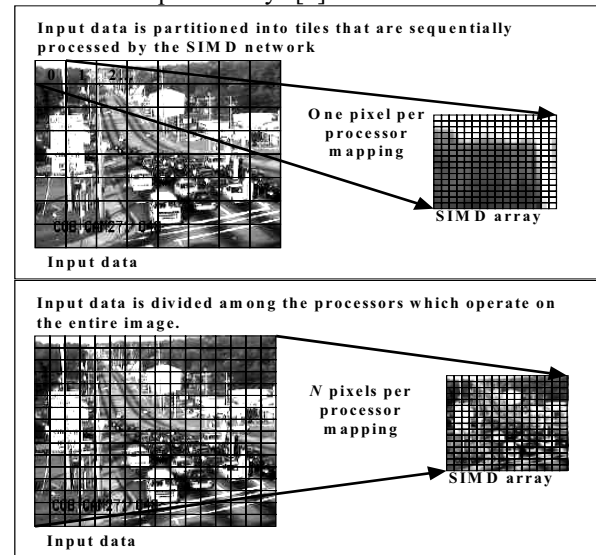 Input data is partitioned into tiles that are sequentially
processed by the SIMD network
0 1 2
One pixel per
processor
mapping
SIMD array
Input data
Input data is divided among the processors which operate on
the entire image.
N pixels per
processor
mapping
SIMD array
Input data